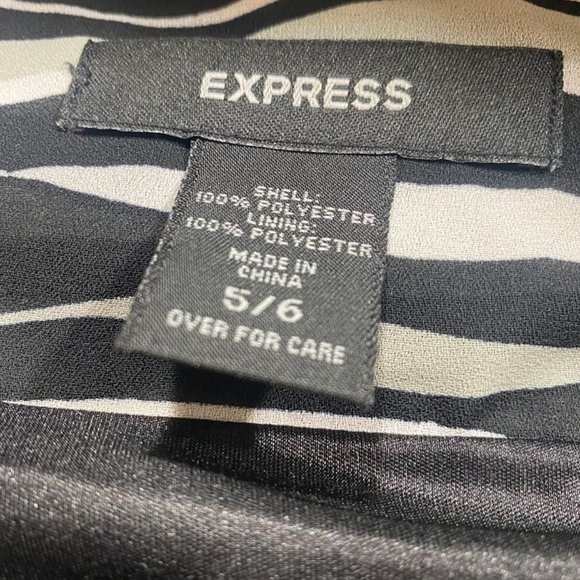 EXPRESS
SHELL:
100% POLYESTER
LINING:
100% POLYESTER
MADE IN
CHINA
5/6
OVER FOR CARE